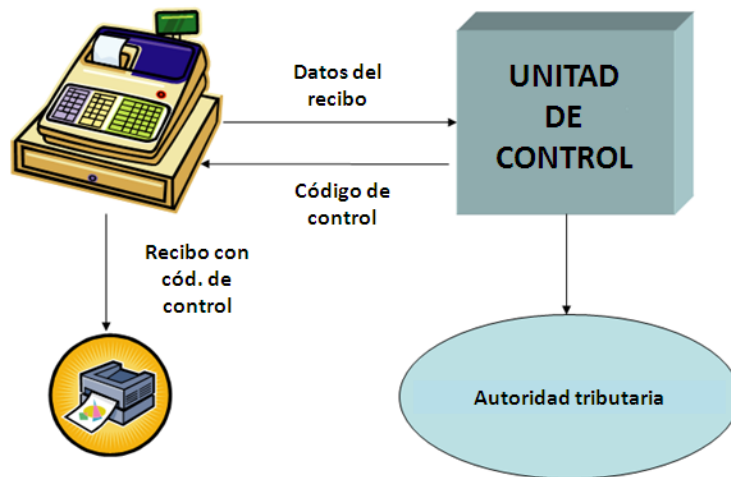 Datos del
recibo
UNITAD
DE
CONTROL
Código de
control
Recibo con
cód. de
control
Autoridad tributaria